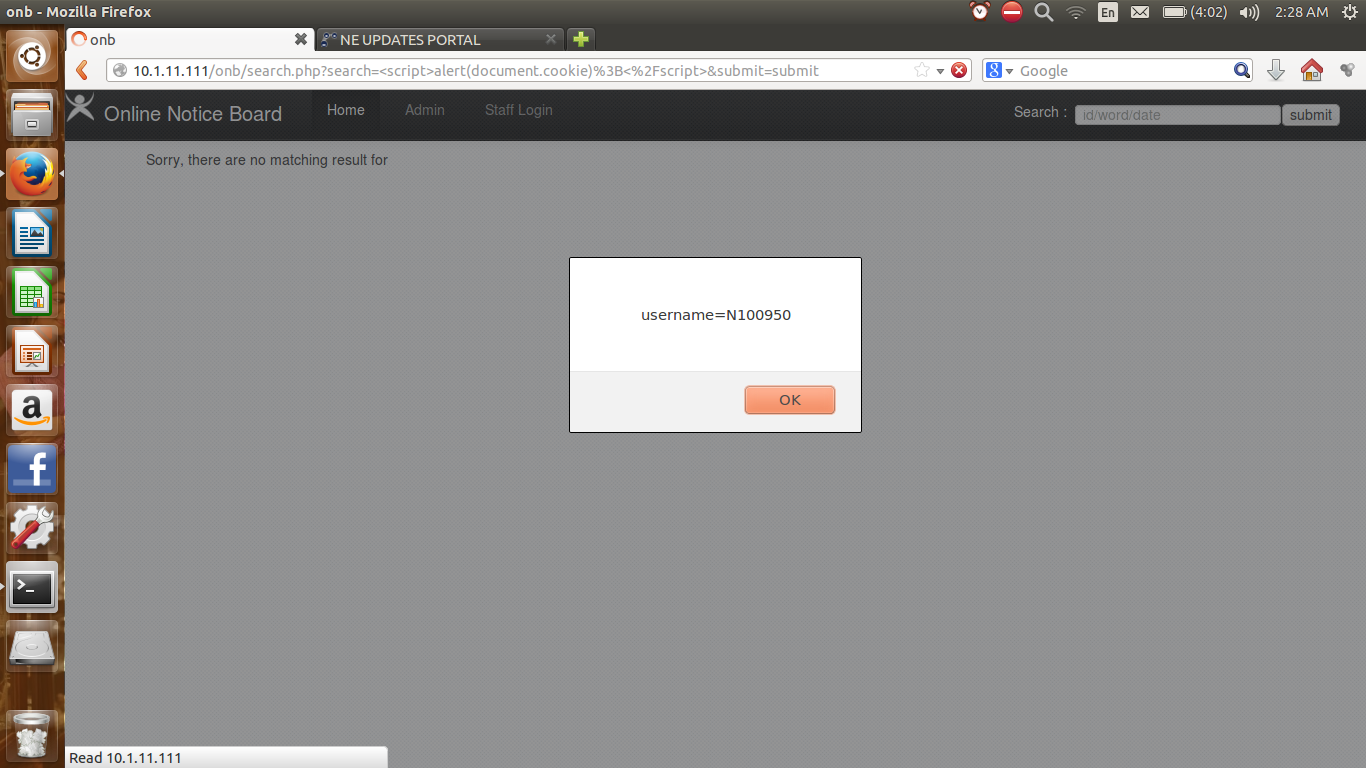 onb - Mozilla Firefox
En
(4:02)
2:28 AM
onb
NE UPDATES PORTAL
10.1.11.111/onb/search.php?search=<script>alert(document.cookie)%3B<%2Fscript>&submit=submit
Google
Online Notice Board
Home
Admin
Staff Login
Search :
id/word/date
submit
Sorry, there are no matching result for
username=N100950
OK
Read 10.1.11.111